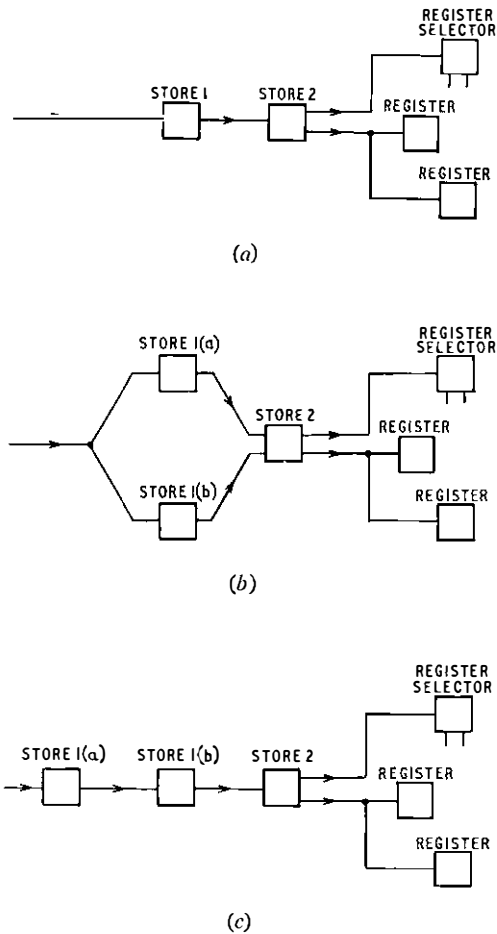 REGISTER
SELECTOR
STORE 1
STORE 2
REGISTER
REGISTER
(a)
STORE 1(a)
REGISTER
SELECTOR
STORE 2
REGISTER
STORE 1(b)
REGISTER
(b)
REGISTER
SELECTOR
STORE 1(a)
STORE 1(b)
STORE 2
REGISTER
REGISTER
(c)